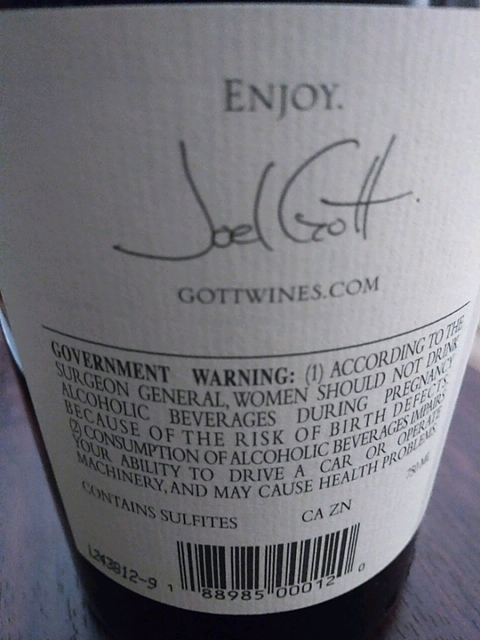 ENJOY.
Joel Gott
GOTTWINES.COM
GOVERNMENT WARNING: (1) ACCORDING TO THE
SURGEON GENERAL, WOMEN SHOULD NOT DRINK
ALCOHOLIC BEVERAGES DURING PREGNANCY
BECAUSE OF THE RISK OF BIRTH DEFECTS.
(2) CONSUMPTION OF ALCOHOLIC BEVERAGES IMPAIRS
YOUR ABILITY TO DRIVE A CAR OR OPERATE
MACHINERY, AND MAY CAUSE HEALTH PROBLEMS.
750 ML
CONTAINS SULFITES CA ZN
L243B12-9
1 88985 00012 0